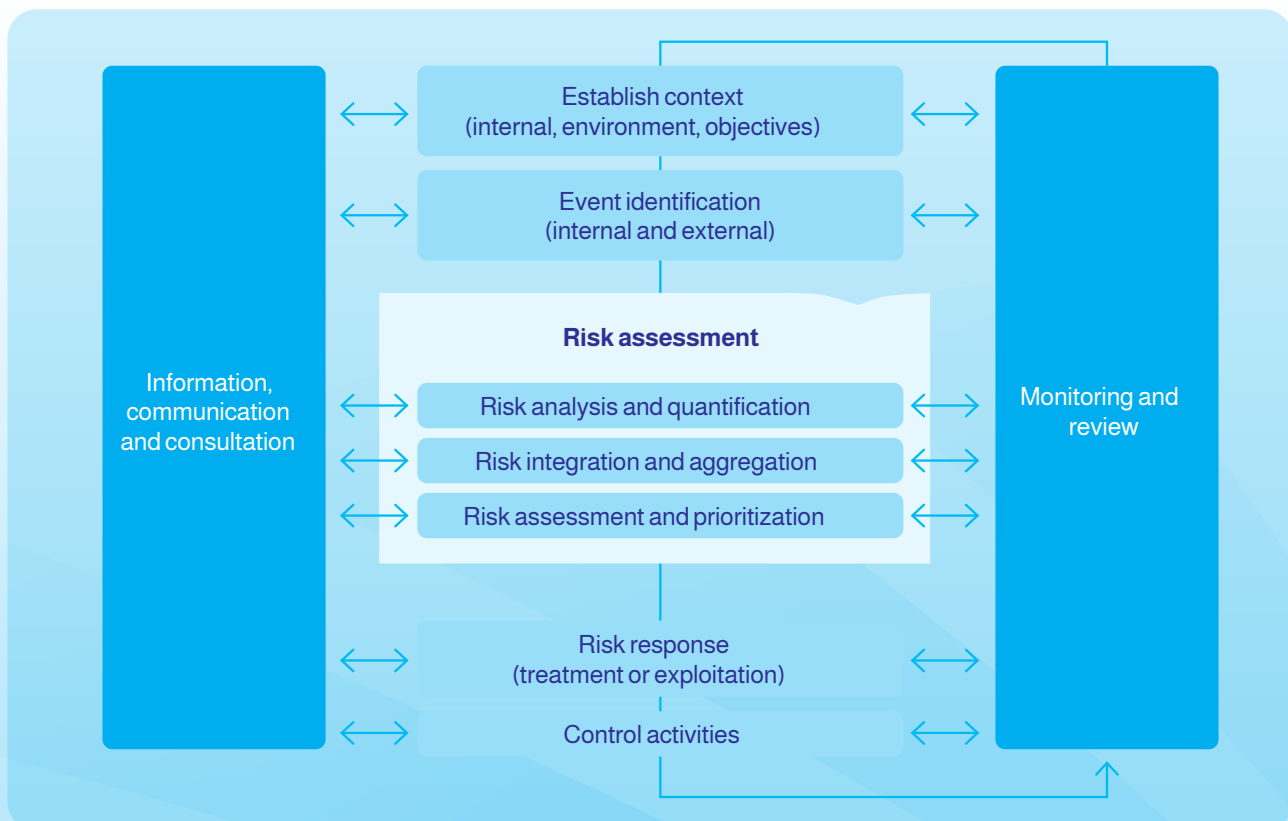 Establish context
(internal, environment, objectives)
Event identification
(internal and external)
Risk assessment
Information,
communication
and consultation
Risk analysis and quantification
Risk integration and aggregation
Risk assessment and prioritization
Monitoring and
review
Risk response
(treatment or exploitation)
Control activities